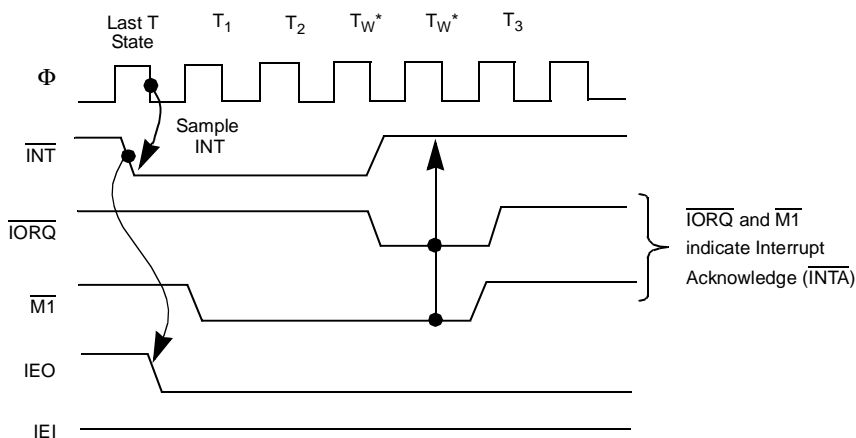 Last T
State
T1
T2
TW*
TW*
T3
Φ
Sample
INT
INT
IORQ
IORQ and M1
indicate Interrupt
Acknowledge (INTA)
M1
IEO
IEI